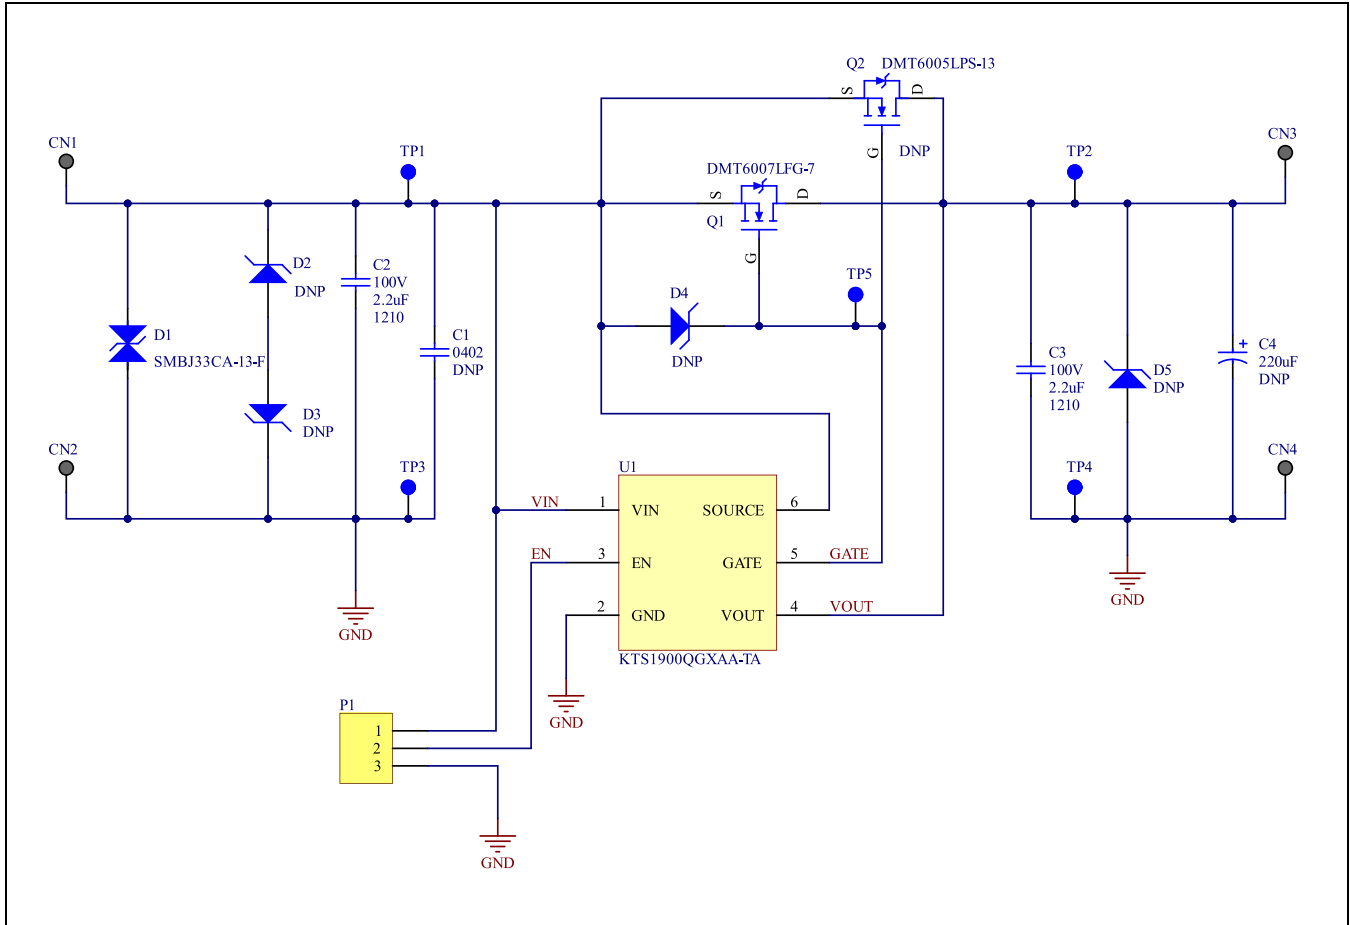 Q2 DMT6005LPS-13
S
D
G
DNP
CN1
TP1
DMT6007LFG-7
S
D
Q1
G
TP2
CN3
D2
DNP
C2
100V
2.2uF
1210
D1
SMBJ33CA-13-F
C1
0402
DNP
D4
DNP
TP5
C3
100V
2.2uF
1210
D5
DNP
+
C4
220uF
DNP
D3
DNP
CN2
TP3
TP4
CN4
U1
VIN 1 VIN SOURCE 6
EN 3 EN GATE 5 GATE
2 GND VOUT 4 VOUT
KTS1900QGXAA-TA
GND
GND
GND
P1
1
2
3
GND